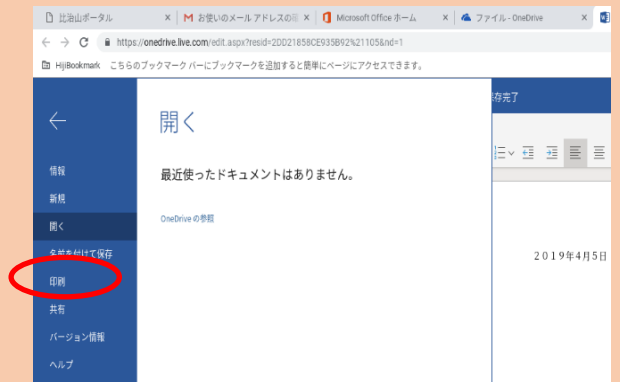 比治山ポータル
お使いのメール アドレスの
Microsoft Office ホーム
ファイル - OneDrive
https://onedrive.live.com/edit.aspx?resid=2DD21858CE935B92%21105&nd=1
HijiBookmark こちらのブックマーク バーにブックマークを追加すると簡単にページにアクセスできます。
存完了
開く
情報
最近使ったドキュメントはありません。
新規
開く
OneDrive の参照
名前を付けて保存
2019年4月5日
印刷
共有
バージョン情報
ヘルプ